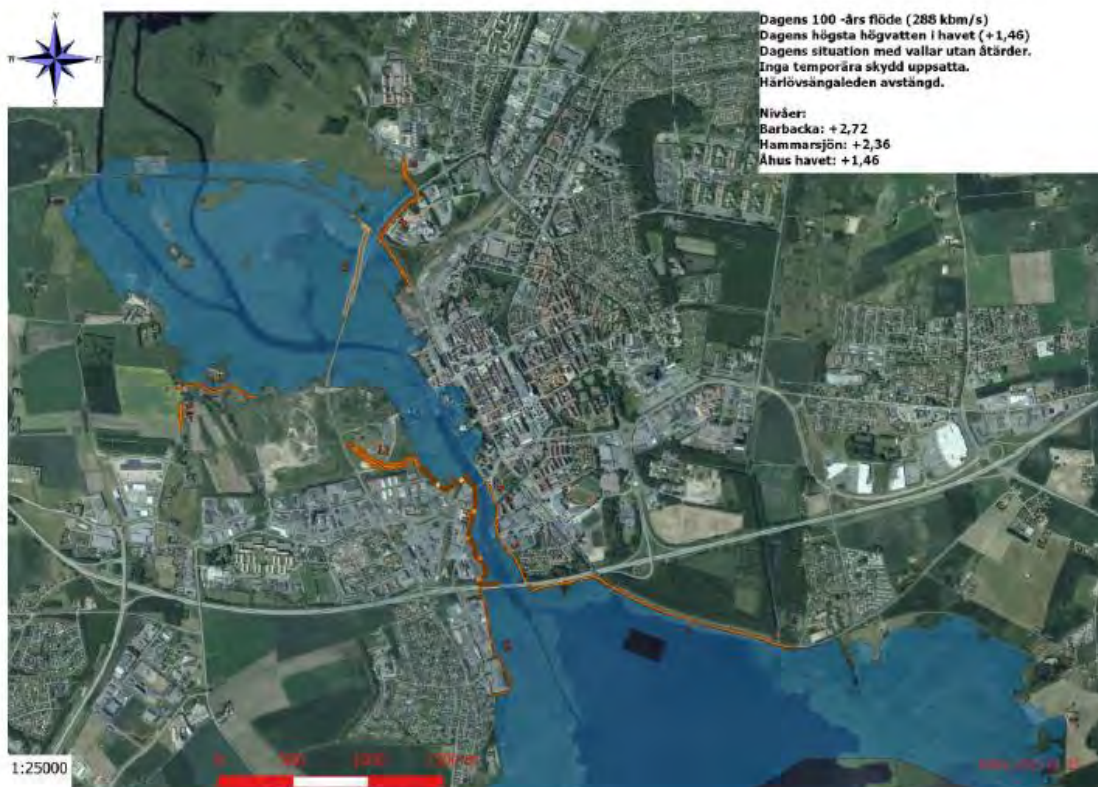 Dagens 100 -års flöde (288 kbm/s)
Dagens högsta högvatten i havet (+1,46)
Dagens situation med vallar utan åtärder.
Inga temporära skydd uppsatta.
Härlövsängaleden avstängd.
Nivåer:
Barbacka: +2,72
Hammarsjön: +2,36
Åhus havet: +1,46
N
W
E
S
12
0
500
1000
1:25000